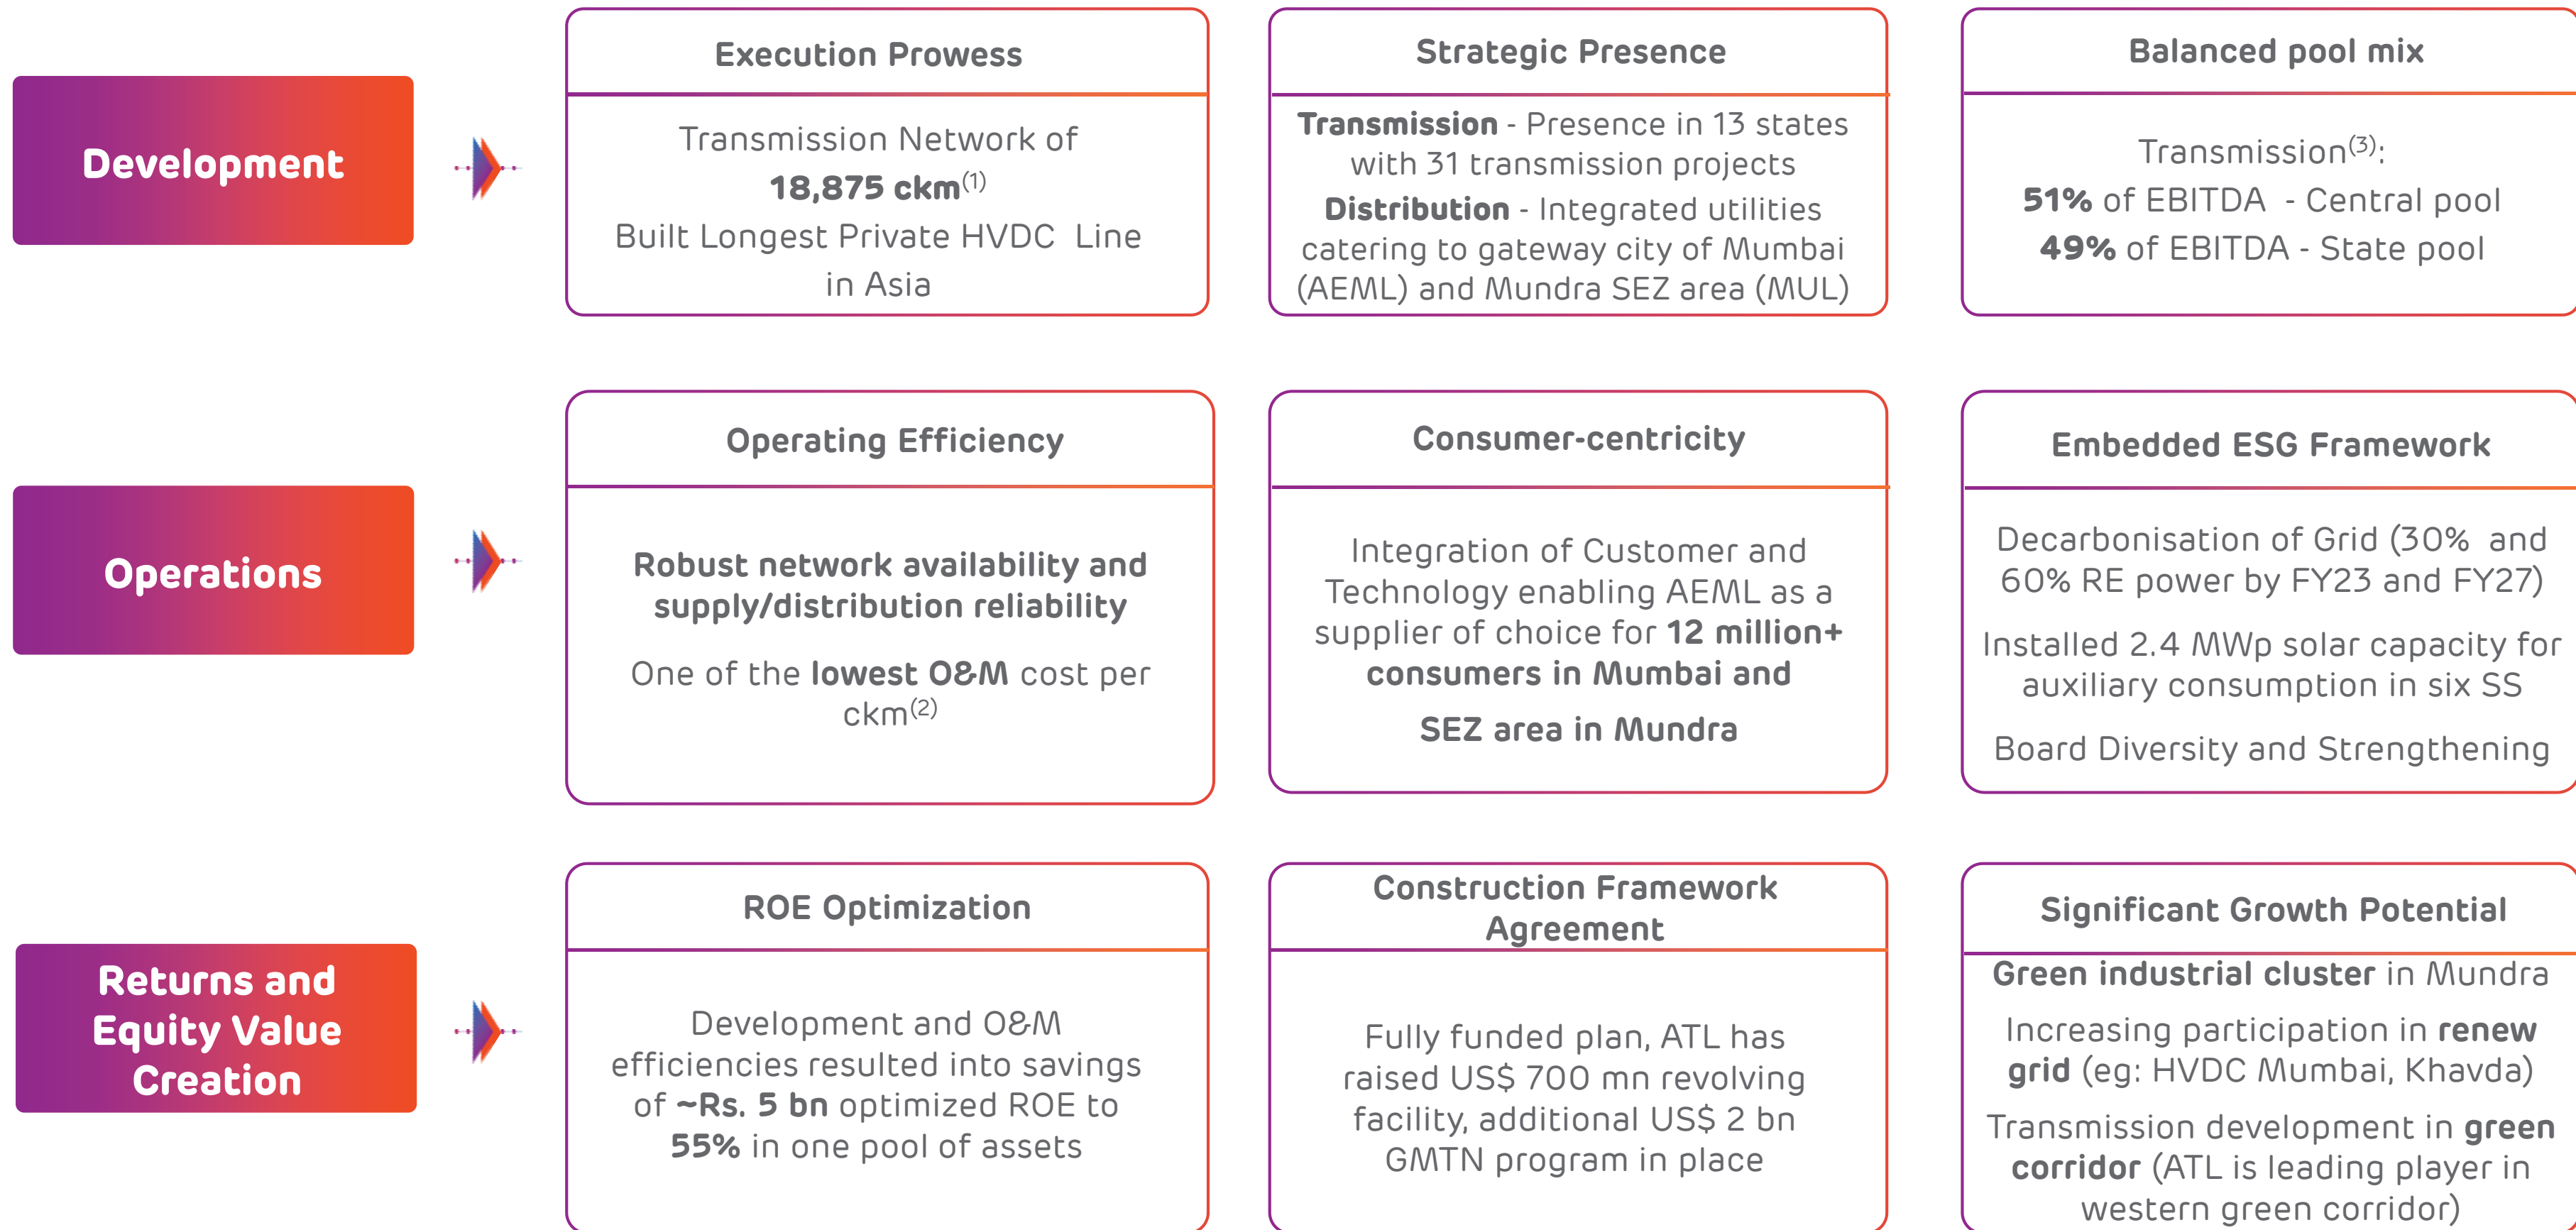 Development
Execution Prowess
Transmission Network of
18,875 ckm(1)
Built Longest Private HVDC Line
in Asia
Strategic Presence
Transmission - Presence in 13 states
with 31 transmission projects
Distribution - Integrated utilities
catering to gateway city of Mumbai
(AEML) and Mundra SEZ area (MUL)
Balanced pool mix
Transmission(3):
51% of EBITDA - Central pool
49% of EBITDA - State pool
Operations
Operating Efficiency
Robust network availability and
supply/distribution reliability
One of the lowest O&M cost per
ckm(2)
Consumer-centricity
Integration of Customer and
Technology enabling AEML as a
supplier of choice for 12 million+
consumers in Mumbai and
SEZ area in Mundra
Embedded ESG Framework
Decarbonisation of Grid (30% and
60% RE power by FY23 and FY27)
Installed 2.4 MWp solar capacity for
auxiliary consumption in six SS
Board Diversity and Strengthening
Returns and
Equity Value
Creation
ROE Optimization
Development and O&M
efficiencies resulted into savings
of ~Rs. 5 bn optimized ROE to
55% in one pool of assets
Construction Framework
Agreement
Fully funded plan, ATL has
raised US$ 700 mn revolving
facility, additional US$ 2 bn
GMTN program in place
Significant Growth Potential
Green industrial cluster in Mundra
Increasing participation in renew
grid (eg: HVDC Mumbai, Khavda)
Transmission development in green
corridor (ATL is leading player in
western green corridor)